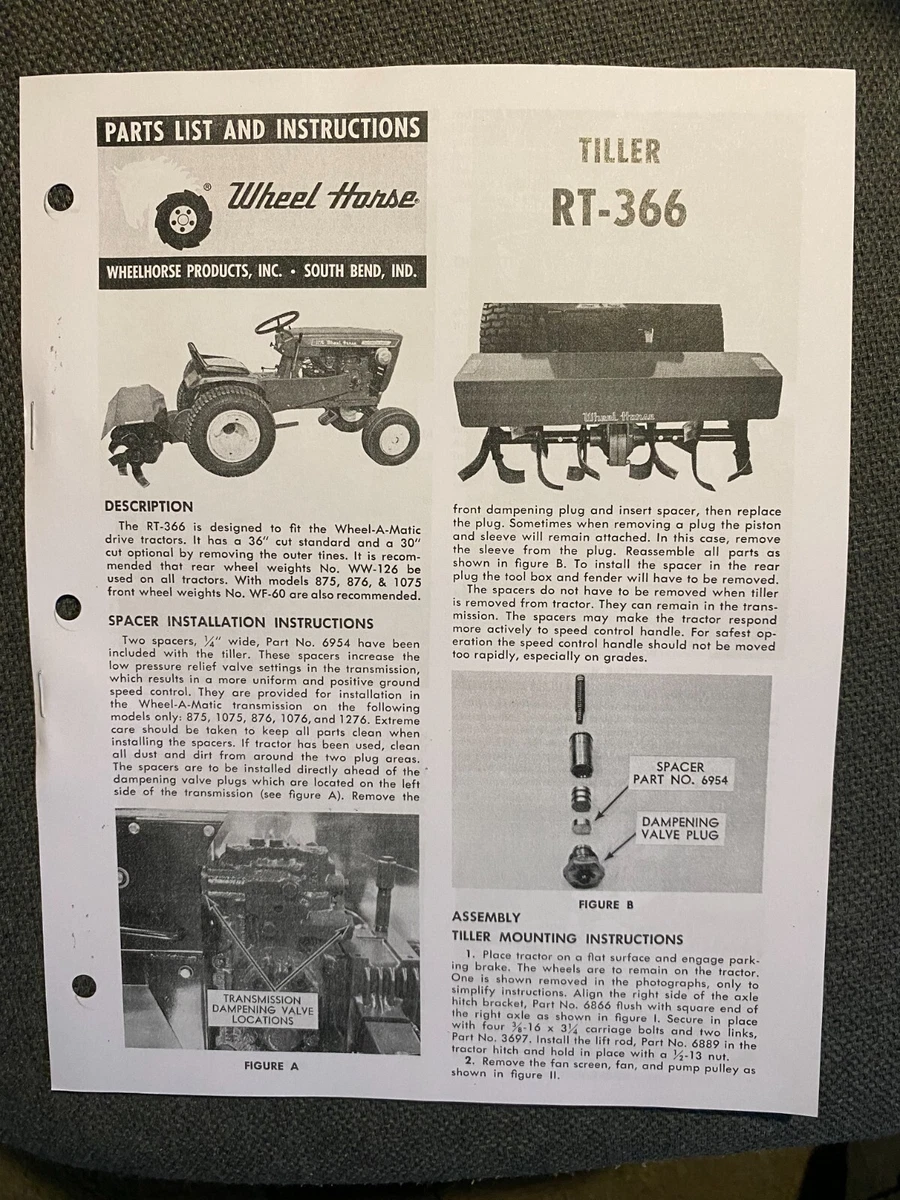 PARTS LIST AND INSTRUCTIONS
Wheel Horse®
WHEELHORSE PRODUCTS, INC. • SOUTH BEND, IND.
TILLER
RT-366
Wheel Horse
DESCRIPTION
The RT-366 is designed to fit the Wheel-A-Matic
drive tractors. It has a 36” cut standard and a 30”
cut optional by removing the outer tines. It is recom-
mended that rear wheel weights No. WW-126 be
used on all tractors. With models 875, 876, & 1075
front wheel weights No. WF-60 are also recommended.
SPACER INSTALLATION INSTRUCTIONS
Two spacers, ¼” wide, Part No. 6954 have been
included with the tiller. These spacers increase the
low pressure relief valve settings in the transmission,
which results in a more uniform and positive ground
speed control. They are provided for installation in
the Wheel-A-Matic transmission on the following
models only: 875, 1075, 876, 1076, and 1276. Extreme
care should be taken to keep all parts clean when
installing the spacers. If tractor has been used, clean
all dust and dirt from around the two plug areas.
The spacers are to be installed directly ahead of the
dampening valve plugs which are located on the left
side of the transmission (see figure A). Remove the
TRANSMISSION
DAMPENING VALVE
LOCATIONS
FIGURE A
front dampening plug and insert spacer, then replace
the plug. Sometimes when removing a plug the piston
and sleeve will remain attached. In this case, remove
the sleeve from the plug. Reassemble all parts as
shown in figure B. To install the spacer in the rear
plug the tool box and fender will have to be removed.
The spacers do not have to be removed when tiller
is removed from tractor. They can remain in the trans-
mission. The spacers may make the tractor respond
more actively to speed control handle. For safest op-
eration the speed control handle should not be moved
too rapidly, especially on grades.
SPACER
PART NO. 6954
DAMPENING
VALVE PLUG
FIGURE B
ASSEMBLY
TILLER MOUNTING INSTRUCTIONS
1. Place tractor on a flat surface and engage park-
ing brake. The wheels are to remain on the tractor.
One is shown removed in the photographs, only to
simplify instructions. Align the right side of the axle
hitch bracket, Part No. 6866 flush with square end of
the right axle as shown in figure I. Secure in place
with four ⅜-16 x 3¼ carriage bolts and two links,
Part No. 3697. Install the lift rod, Part No. 6889 in the
tractor hitch and hold in place with a ½-13 nut.
2. Remove the fan screen, fan, and pump pulley as
shown in figure II.